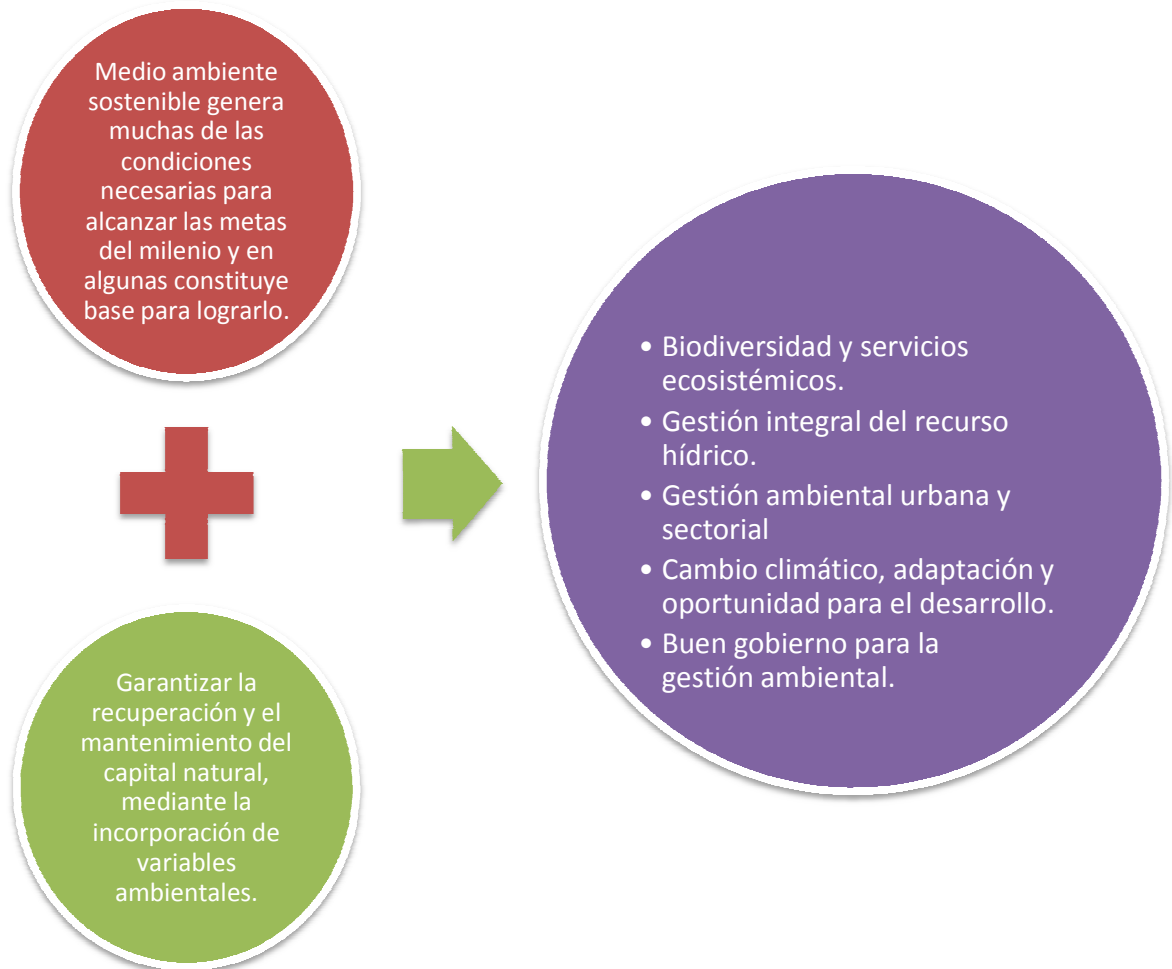 Medio ambiente
sostenible genera
muchas de las
condiciones
necesarias para
alcanzar las metas
del milenio y en
algunas constituye
base para lograrlo.
Garantizar la
recuperación y el
mantenimiento del
capital natural,
mediante la
incorporación de
variables
ambientales.
• Biodiversidad y servicios
ecosistémicos.
• Gestión integral del recurso
hídrico.
• Gestión ambiental urbana y
sectorial
• Cambio climático, adaptación y
oportunidad para el desarrollo.
• Buen gobierno para la
gestión ambiental.